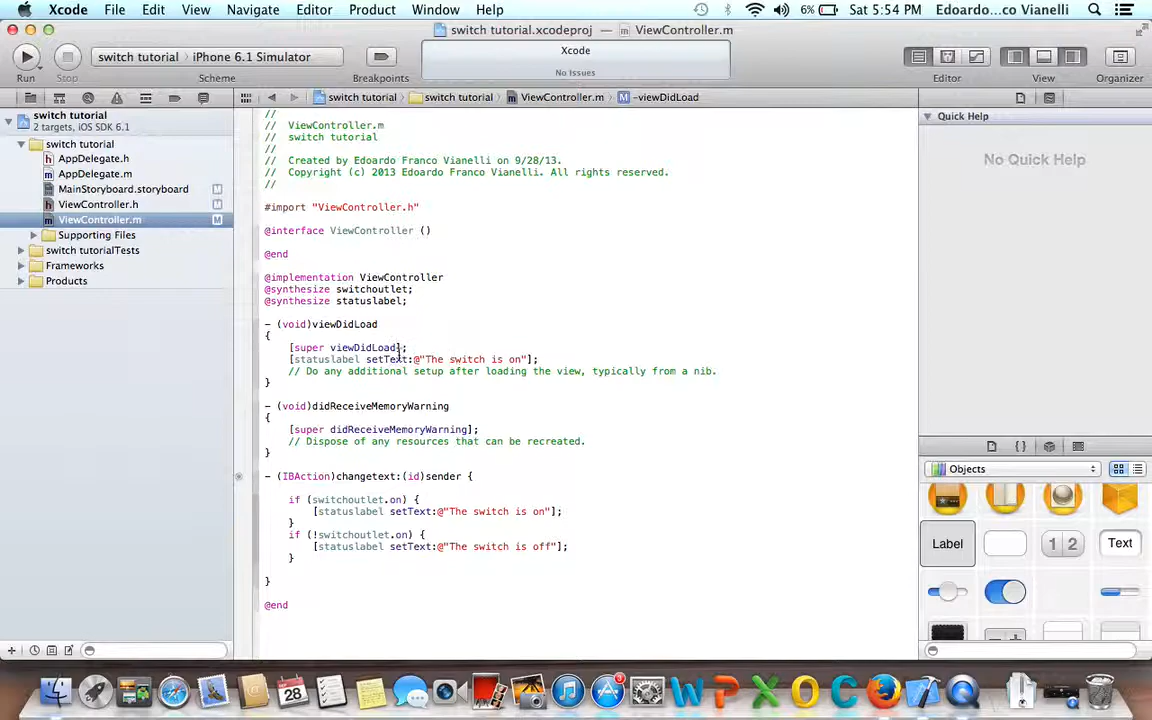 Xcode File Edit View Navigate Editor Product Window Help 6% Sat 5:54 PM Edoardo...co Vianelli
switch tutorial.xcodeproj — ViewController.m
switch tutorial iPhone 6.1 Simulator
Xcode
No Issues
Run Stop Scheme Breakpoints Editor View Organizer
switch tutorial switch tutorial ViewController.m M -viewDidLoad
switch tutorial
2 targets, iOS SDK 6.1
switch tutorial
AppDelegate.h
AppDelegate.m
MainStoryboard.storyboard M
ViewController.h M
ViewController.m M
Supporting Files
switch tutorialTests
Frameworks
Products
//
// ViewController.m
// switch tutorial
//
// Created by Edoardo Franco Vianelli on 9/28/13.
// Copyright (c) 2013 Edoardo Franco Vianelli. All rights reserved.
//
#import "ViewController.h"
@interface ViewController ()
@end
@implementation ViewController
@synthesize switchoutlet;
@synthesize statuslabel;
- (void)viewDidLoad
{
[super viewDidLoad];
[statuslabel setText:@"The switch is on"];
// Do any additional setup after loading the view, typically from a nib.
}
- (void)didReceiveMemoryWarning
{
[super didReceiveMemoryWarning];
// Dispose of any resources that can be recreated.
}
- (IBAction)changetext:(id)sender {
if (switchoutlet.on) {
[statuslabel setText:@"The switch is on"];
}
if (!switchoutlet.on) {
[statuslabel setText:@"The switch is off"];
}
}
@end
Quick Help
No Quick Help
{}
Objects
Label 1 2 Text
SEP
28
W P X O C